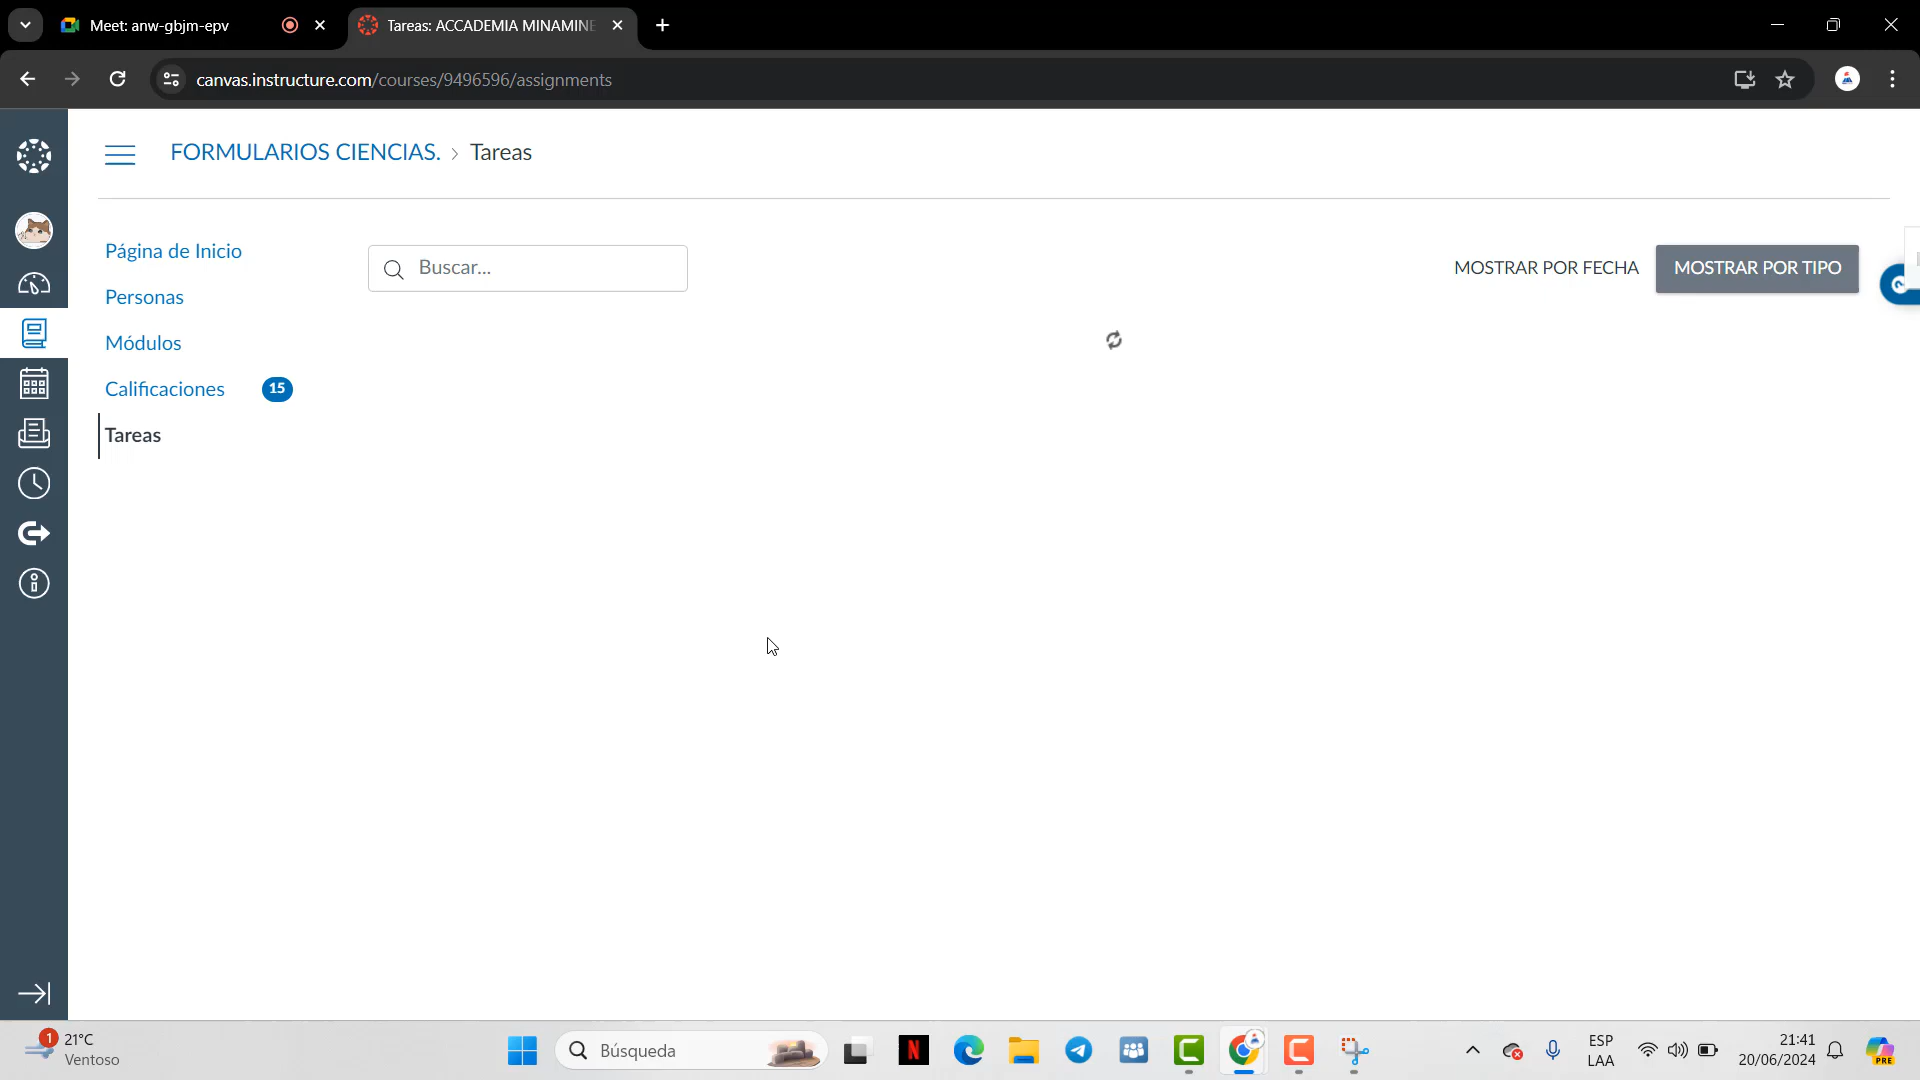 Meet: anw-gbjm-epv
Tareas: ACCADEMIA MINAMINE
canvas.instructure.com/courses/9496596/assignments
FORMULARIOS CIENCIAS. › Tareas
Página de Inicio
Personas
Módulos
Calificaciones 15
Tareas
Buscar...
MOSTRAR POR FECHA
MOSTRAR POR TIPO
1
21°C
Ventoso
Búsqueda
N
ESP
LAA
21:41
20/06/2024
PRE